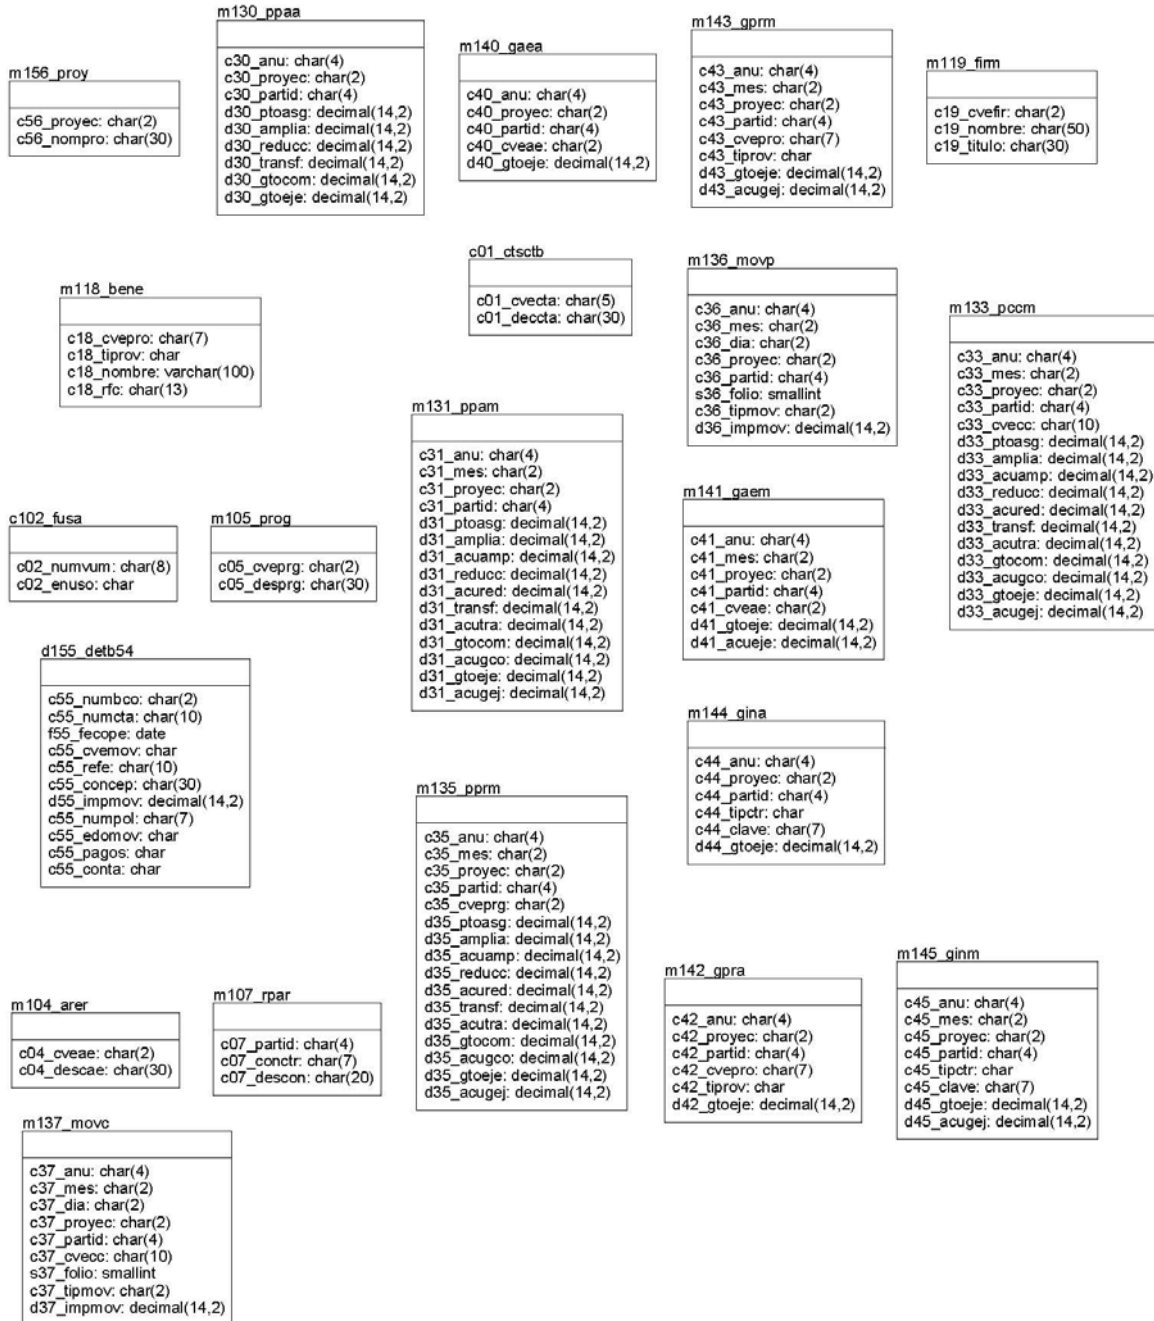 m130_ppaa
c30_anu: char(4)
c30_proyec: char(2)
c30_partid: char(4)
d30_ptoasg: decimal(14,2)
d30_amplia: decimal(14,2)
d30_reducc: decimal(14,2)
d30_transf: decimal(14,2)
d30_gtocom: decimal(14,2)
d30_gtoeje: decimal(14,2)
m143_gprm
c43_anu: char(4)
c43_mes: char(2)
c43_proyec: char(2)
c43_partid: char(4)
c43_cvepro: char(7)
c43_tiprov: char
d43_gtoeje: decimal(14,2)
d43_acugej: decimal(14,2)
m140_gaea
c40_anu: char(4)
c40_proyec: char(2)
c40_partid: char(4)
c40_cveae: char(2)
d40_gtoeje: decimal(14,2)
m119_firm
c19_cvefir: char(2)
c19_nombre: char(50)
c19_titulo: char(30)
m156_proy
c56_proyec: char(2)
c56_nompro: char(30)
c01_ctsctb
c01_cvecta: char(5)
c01_deccta: char(30)
m136_movp
c36_anu: char(4)
c36_mes: char(2)
c36_dia: char(2)
c36_proyec: char(2)
c36_partid: char(4)
s36_folio: smallint
c36_tipmov: char(2)
d36_impmov: decimal(14,2)
m118_bene
c18_cvepro: char(7)
c18_tiprov: char
c18_nombre: varchar(100)
c18_rfc: char(13)
m133_pccm
c33_anu: char(4)
c33_mes: char(2)
c33_proyec: char(2)
c33_partid: char(4)
c33_cvecc: char(10)
d33_ptoasg: decimal(14,2)
d33_amplia: decimal(14,2)
d33_acuamp: decimal(14,2)
d33_reducc: decimal(14,2)
d33_acured: decimal(14,2)
d33_transf: decimal(14,2)
d33_acutra: decimal(14,2)
d33_gtocom: decimal(14,2)
d33_acugco: decimal(14,2)
d33_gtoeje: decimal(14,2)
d33_acugej: decimal(14,2)
m131_ppam
c31_anu: char(4)
c31_mes: char(2)
c31_proyec: char(2)
c31_partid: char(4)
d31_ptoasg: decimal(14,2)
d31_amplia: decimal(14,2)
d31_acuamp: decimal(14,2)
d31_reducc: decimal(14,2)
d31_acured: decimal(14,2)
d31_transf: decimal(14,2)
d31_acutra: decimal(14,2)
d31_gtocom: decimal(14,2)
d31_acugco: decimal(14,2)
d31_gtoeje: decimal(14,2)
d31_acugej: decimal(14,2)
m141_gaem
c41_anu: char(4)
c41_mes: char(2)
c41_proyec: char(2)
c41_partid: char(4)
c41_cveae: char(2)
d41_gtoeje: decimal(14,2)
d41_acueje: decimal(14,2)
c102_fusa
c02_numvum: char(8)
c02_enuso: char
m105_prog
c05_cveprg: char(2)
c05_desprg: char(30)
d155_detb54
c55_numbco: char(2)
c55_numcta: char(10)
f55_fecope: date
c55_cvemov: char
c55_refe: char(10)
c55_concep: char(30)
d55_impmov: decimal(14,2)
c55_numpol: char(7)
c55_edomov: char
c55_pagos: char
c55_conta: char
m144_gina
c44_anu: char(4)
c44_proyec: char(2)
c44_partid: char(4)
c44_tipctr: char
c44_clave: char(7)
d44_gtoeje: decimal(14,2)
m135_pprm
c35_anu: char(4)
c35_mes: char(2)
c35_proyec: char(2)
c35_partid: char(4)
c35_cveprg: char(2)
d35_ptoasg: decimal(14,2)
d35_amplia: decimal(14,2)
d35_acuamp: decimal(14,2)
d35_reducc: decimal(14,2)
d35_acured: decimal(14,2)
d35_transf: decimal(14,2)
d35_acutra: decimal(14,2)
d35_gtocom: decimal(14,2)
d35_acugco: decimal(14,2)
d35_gtoeje: decimal(14,2)
d35_acugej: decimal(14,2)
m145_ginm
c45_anu: char(4)
c45_mes: char(2)
c45_proyec: char(2)
c45_partid: char(4)
c45_tipctr: char
c45_clave: char(7)
d45_gtoeje: decimal(14,2)
d45_acugej: decimal(14,2)
m142_gpra
c42_anu: char(4)
c42_proyec: char(2)
c42_partid: char(4)
c42_cvepro: char(7)
c42_tiprov: char
d42_gtoeje: decimal(14,2)
m104_arer
c04_cveae: char(2)
c04_descae: char(30)
m107_rpar
c07_partid: char(4)
c07_conctr: char(7)
c07_descon: char(20)
m137_movc
c37_anu: char(4)
c37_mes: char(2)
c37_dia: char(2)
c37_proyec: char(2)
c37_partid: char(4)
c37_cvecc: char(10)
s37_folio: smallint
c37_tipmov: char(2)
d37_impmov: decimal(14,2)